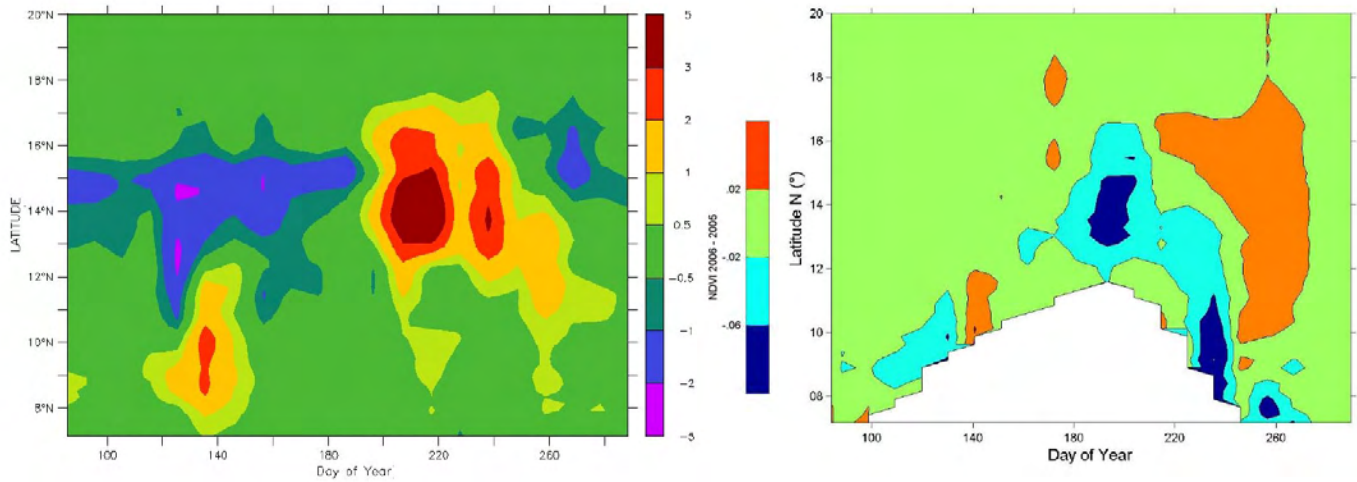 20°N
18°N
16°N
14°N
12°N
10°N
8°N
LATITUDE
100
140
180
220
260
Day of Year
5
3
2
1
0.5
-0.5
-1
-2
-3
NDVI 2006 - 2005
.02
-.02
-.06
20
18
16
14
12
10
08
Latitude N (°)
100
140
180
220
260
Day of Year